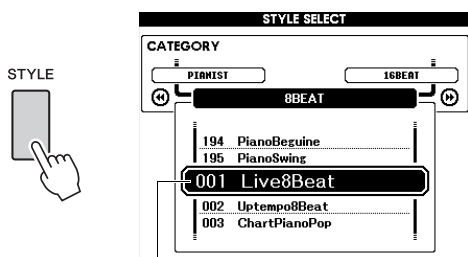 STYLE SELECT
CATEGORY
STYLE
PIANIST
16BEAT
8BEAT
194 PianoBeguine
195 PianoSwing
001 Live8Beat
002 Uptempo8Beat
003 ChartPianoPop